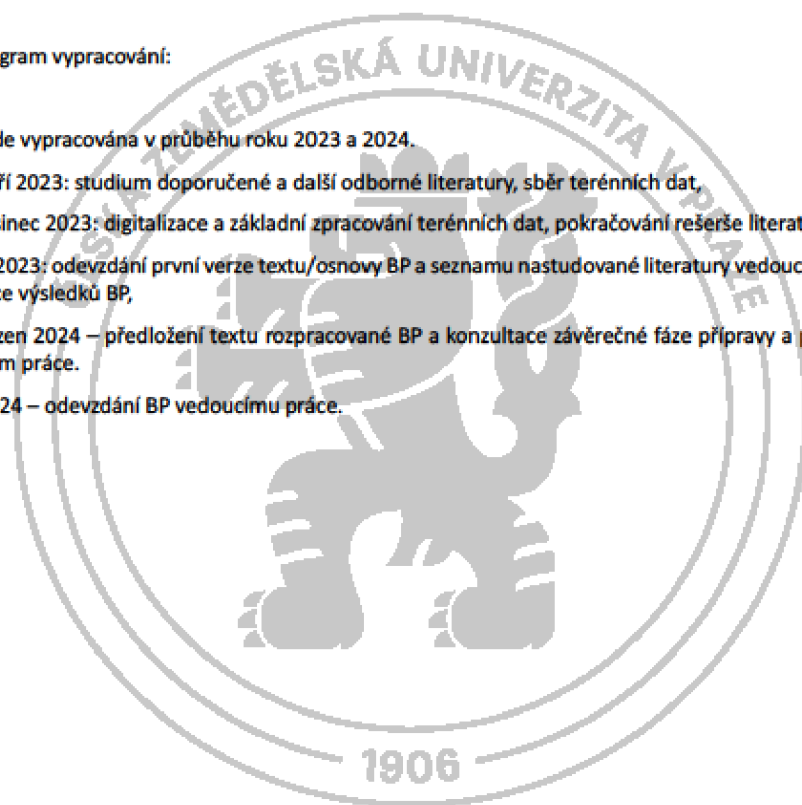 gram vypracování:
de vypracována v průběhu roku 2023 a 2024.
ří 2023: studium doporučené a další odborné literatury, sběr terénních dat,
sinec 2023: digitalizace a základní zpracování terénních dat, pokračování rešerše literat
2023: odevzdání první verze textu/osnovy BP a seznamu nastudované literatury vedouc
ce výsledků BP,
zen 2024 – předložení textu rozpracované BP a konzultace závěrečné fáze přípravy a p
m práce.
24 – odevzdání BP vedoucímu práce.
ČESKÁ ZEMĚDĚLSKÁ UNIVERZITA V PRAZE
1906